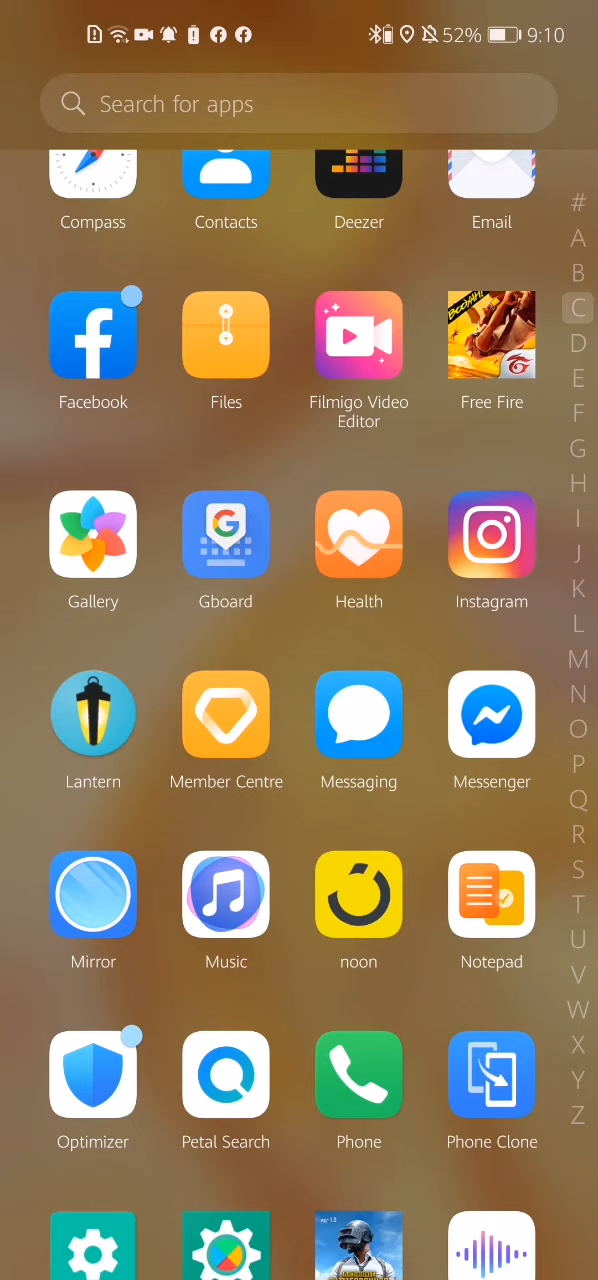 52% 9:10
Search for apps
Compass Contacts Deezer Email
Facebook Files Filmigo Video Free Fire
Editor
BOOYAH!
Gallery Gboard Health Instagram
Lantern Member Centre Messaging Messenger
Mirror Music noon Notepad
Optimizer Petal Search Phone Phone Clone
#
A
B
C
D
E
F
G
H
I
J
K
L
M
N
O
P
Q
R
S
T
U
V
W
X
Y
Z